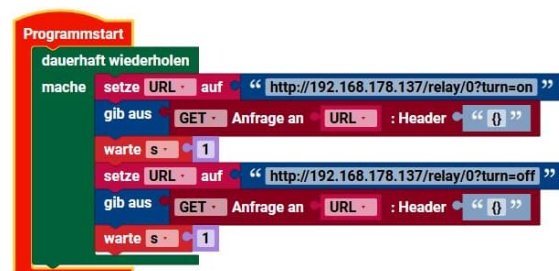 Programmstart
dauerhaft wiederholen
mache setze URL auf “ http://192.168.178.137/relay/0?turn=on ”
gib aus GET Anfrage an URL : Header “ {} ”
warte s 1
setze URL auf “ http://192.168.178.137/relay/0?turn=off ”
gib aus GET Anfrage an URL : Header “ {} ”
warte s 1